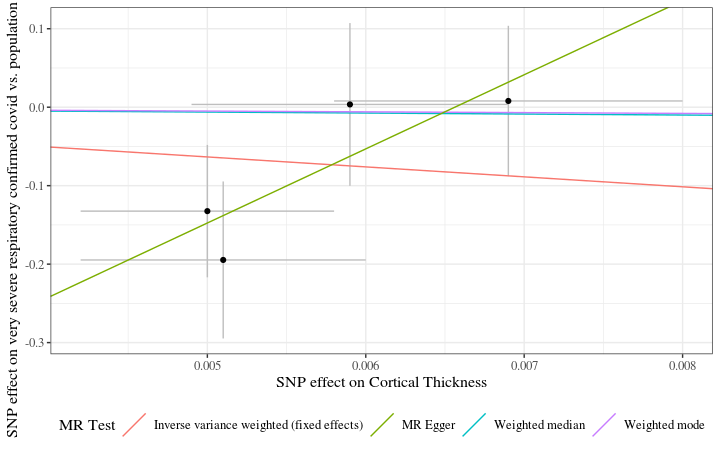 SNP effect on very severe respiratory confirmed covid vs. population
0.1
0.0
-0.1
-0.2
-0.3
0.005
0.006
0.007
0.008
SNP effect on Cortical Thickness
MR Test
Inverse variance weighted (fixed effects)
MR Egger
Weighted median
Weighted mode